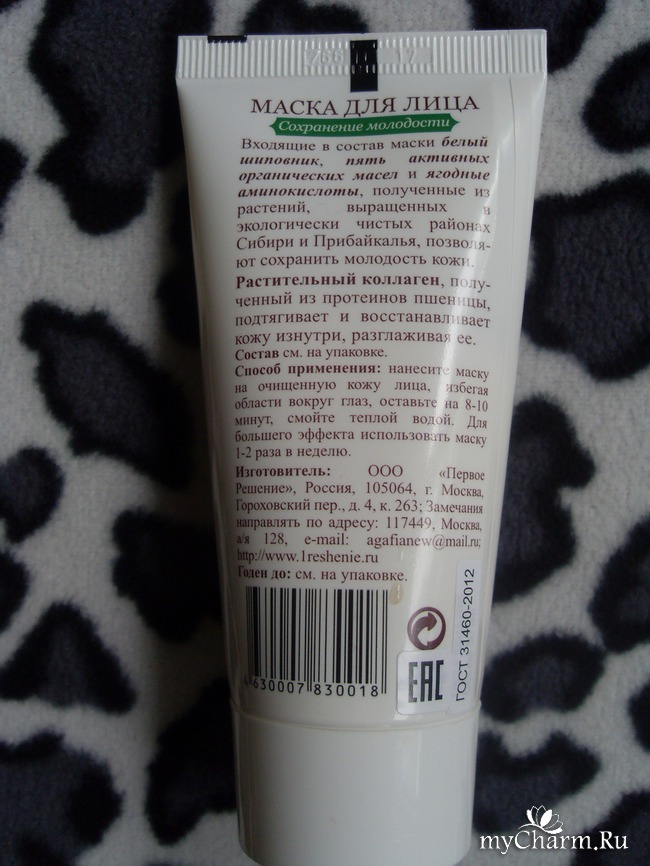 МАСКА ДЛЯ ЛИЦА
Сохранение молодости
Входящие в состав маски белый
шиповник, пять активных
органических масел и ягодные
аминокислоты, полученные из
растений, выращенных в
экологически чистых районах
Сибири и Прибайкалья, позволя-
ют сохранить молодость кожи.
Растительный коллаген, полу-
ченный из протеинов пшеницы,
подтягивает и восстанавливает
кожу изнутри, разглаживая ее.
Состав см. на упаковке.
Способ применения: нанесите маску
на очищенную кожу лица, избегая
области вокруг глаз, оставьте на 8-10
минут, смойте теплой водой. Для
большего эффекта использовать маску
1-2 раза в неделю.
Изготовитель: ООО «Первое
Решение», Россия, 105064, г. Москва,
Гороховский пер., д. 4, к. 263; Замечания
направлять по адресу: 117449, Москва,
а/я 128, e-mail: agafianew@mail.ru;
http://www.1reshenie.ru
Годен до: см. на упаковке.
4630007830018
EAC
ГОСТ 31460-2012
myCharm.Ru